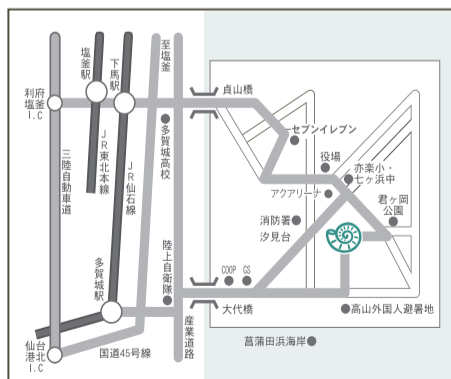 至塩釜
塩釜駅
下馬駅
利府
塩釜
I.C
貞山橋
セブンイレブン
多賀城高校
役場
亦楽小・
七ヶ浜中
アクアリーナ
君ヶ岡
公園
三陸自動車道
JR東北本線
JR仙石線
消防署
汐見台
多賀城駅
陸上自衛隊
COOP
GS
大代橋
高山外国人避暑地
仙台
港北
I.C
国道45号線
産業道路
菖蒲田浜海岸